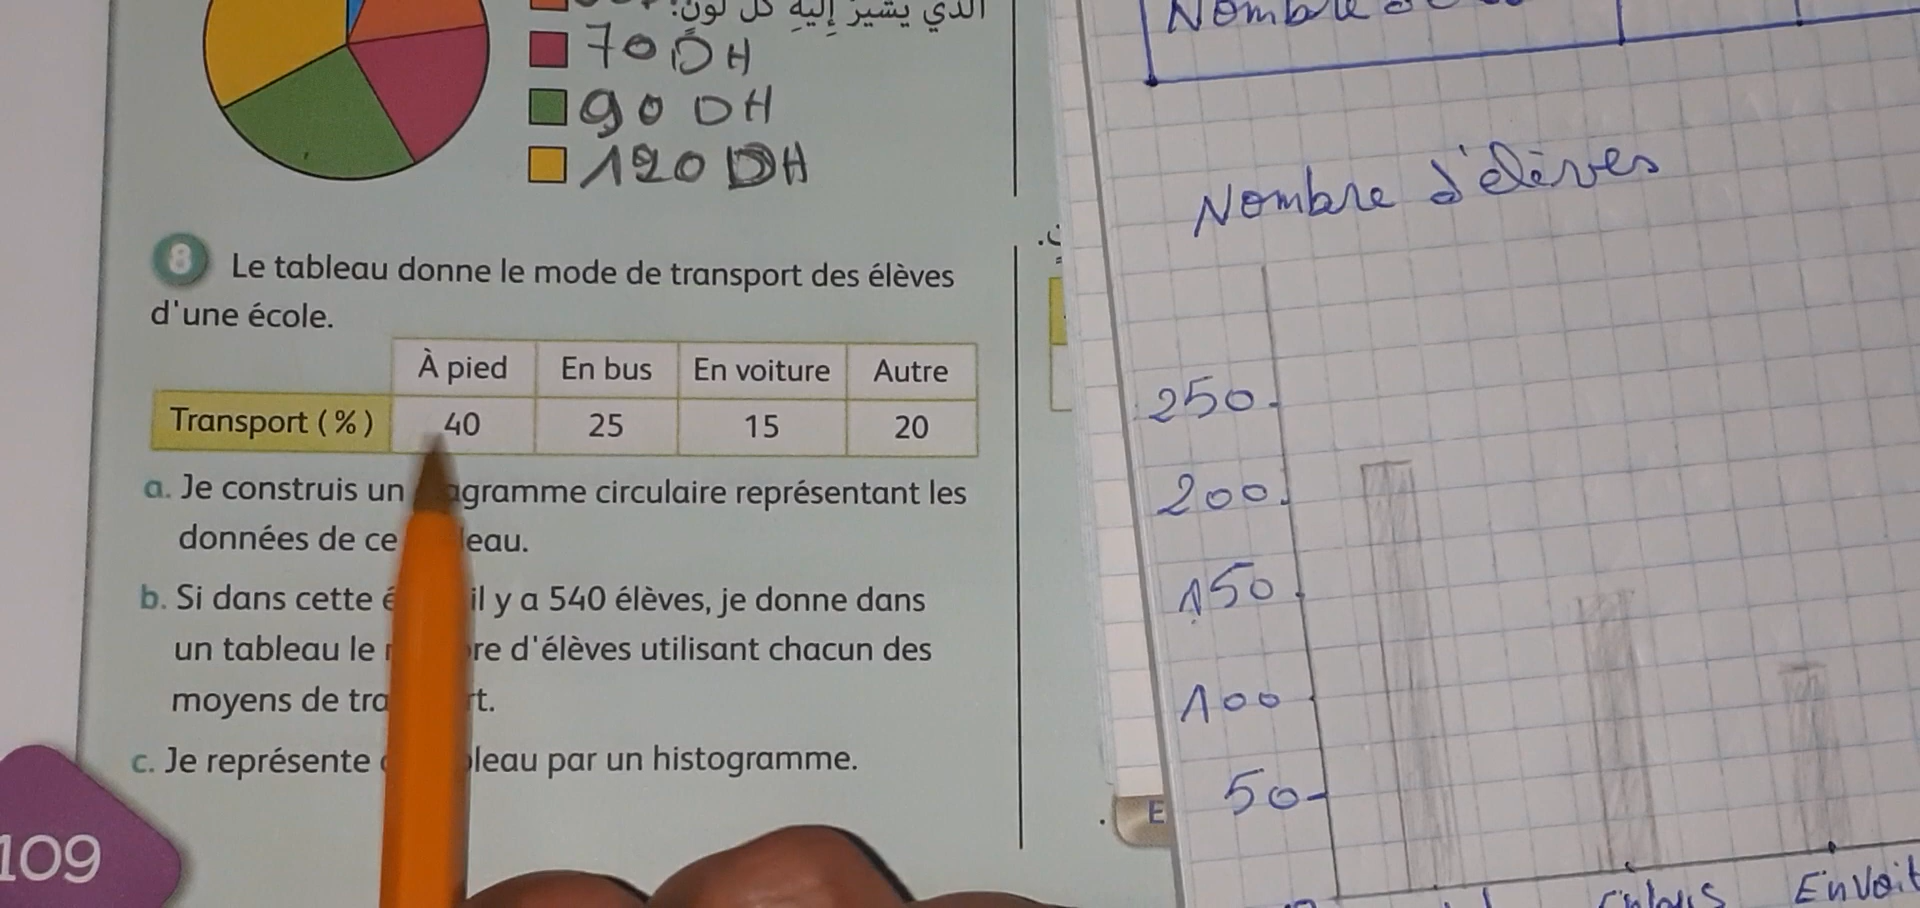 الذي يشير إليه كل لون:
70 DH
90 DH
120 DH
8 Le tableau donne le mode de transport des élèves
d'une école.
À pied En bus En voiture Autre
Transport (%) 40 25 15 20
a. Je construis un agramme circulaire représentant les
données de ce leau.
b. Si dans cette é il y a 540 élèves, je donne dans
un tableau le re d'élèves utilisant chacun des
moyens de tra rt.
c. Je représente bleau par un histogramme.
109
Nombre
Nombre d'élèves
250
200
150
100
50
E
En bus En voit